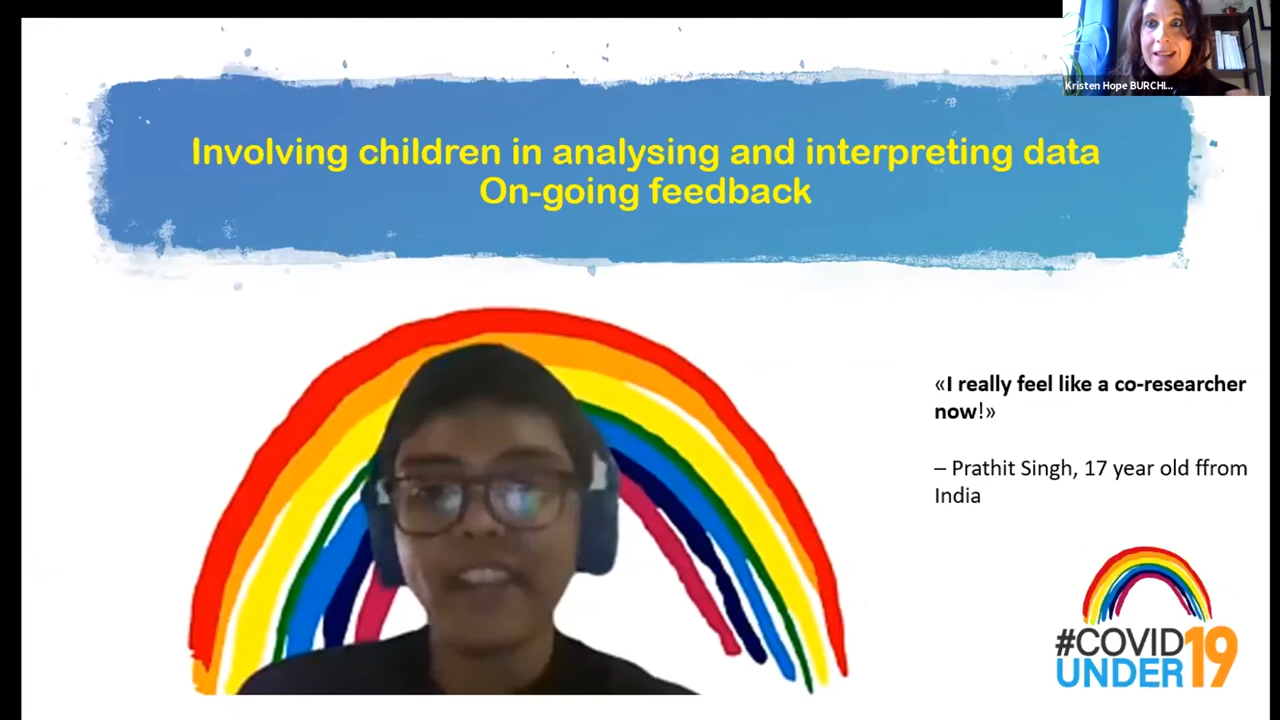 Kristen Hope BURCHI...
Involving children in analysing and interpreting data
On-going feedback
«I really feel like a co-researcher
now!»
– Prathit Singh, 17 year old ffrom
India
#COVID
UNDER19